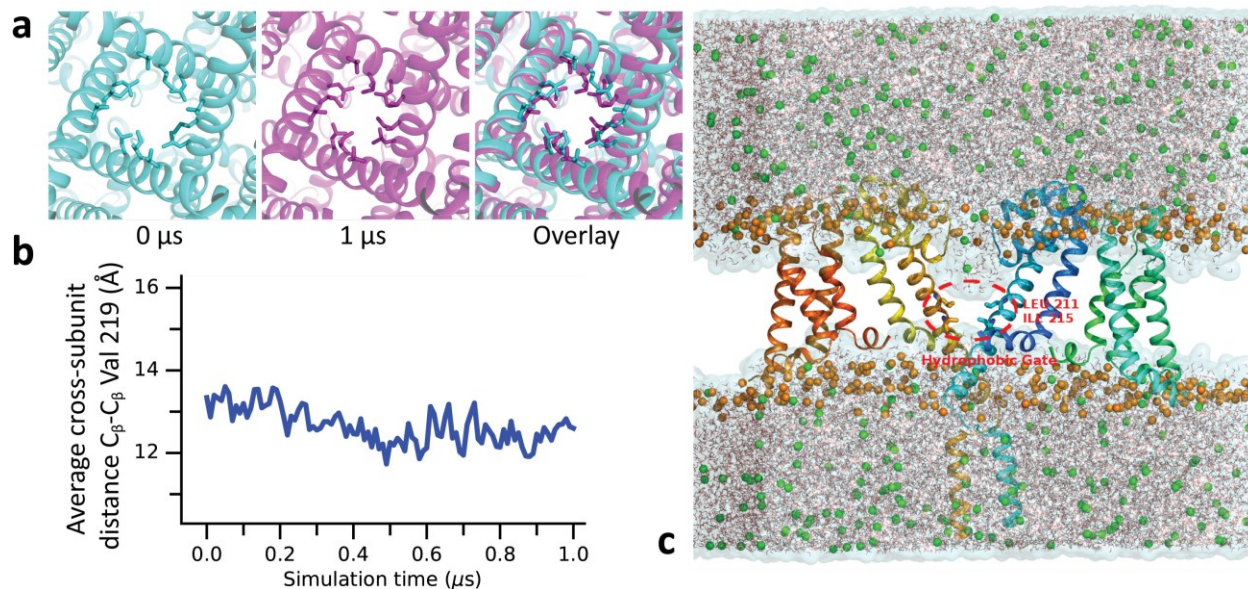 a
0 μs
1 μs
Overlay
b
Average cross-subunit
distance Cβ-Cβ Val 219 (Å)
16
14
12
0.0
0.2
0.4
0.6
0.8
1.0
Simulation time (μs)
LEU 211
ILE 215
Hydrophobic Gate
c